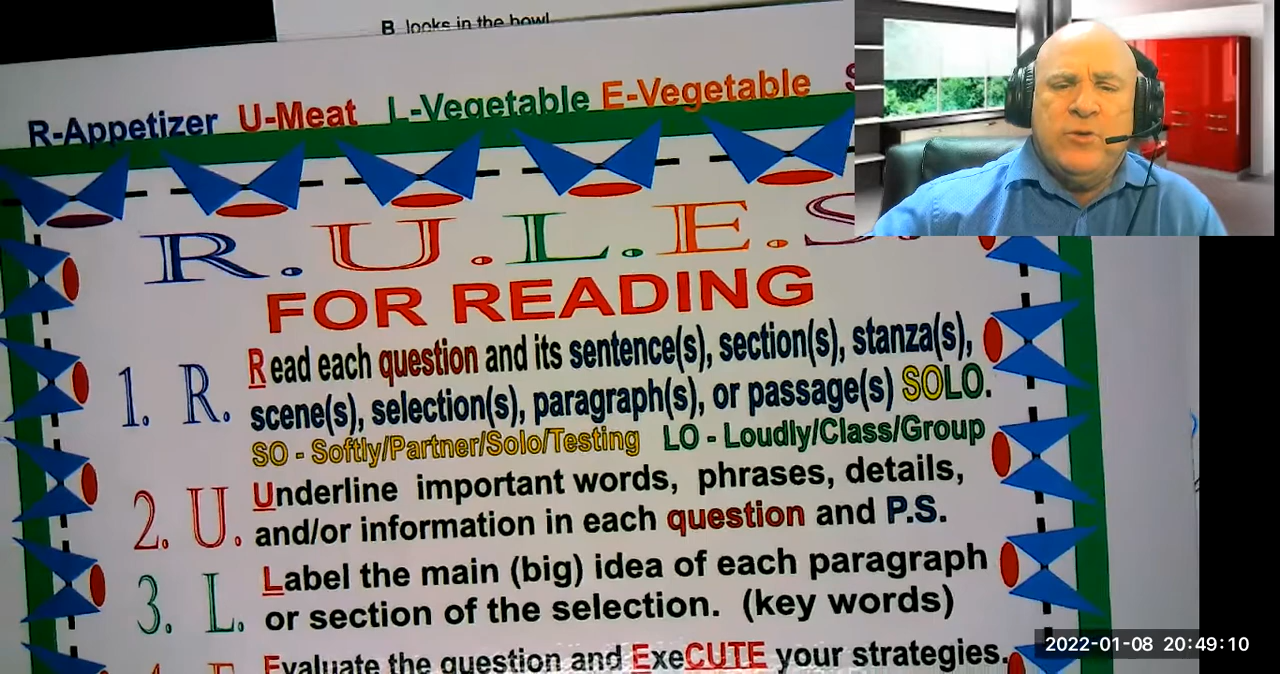 B looks in the bowl
R-Appetizer U-Meat L-Vegetable E-Vegetable
R.U.L.E.S.
FOR READING
1. R. Read each question and its sentence(s), section(s), stanza(s),
scene(s), selection(s), paragraph(s), or passage(s) SOLO.
SO - Softly/Partner/Solo/Testing LO - Loudly/Class/Group
2. U. Underline important words, phrases, details,
and/or information in each question and P.S.
3. L. Label the main (big) idea of each paragraph
or section of the selection. (key words)
Evaluate the question and ExeCUTE your strategies.
2022-01-08 20:49:10